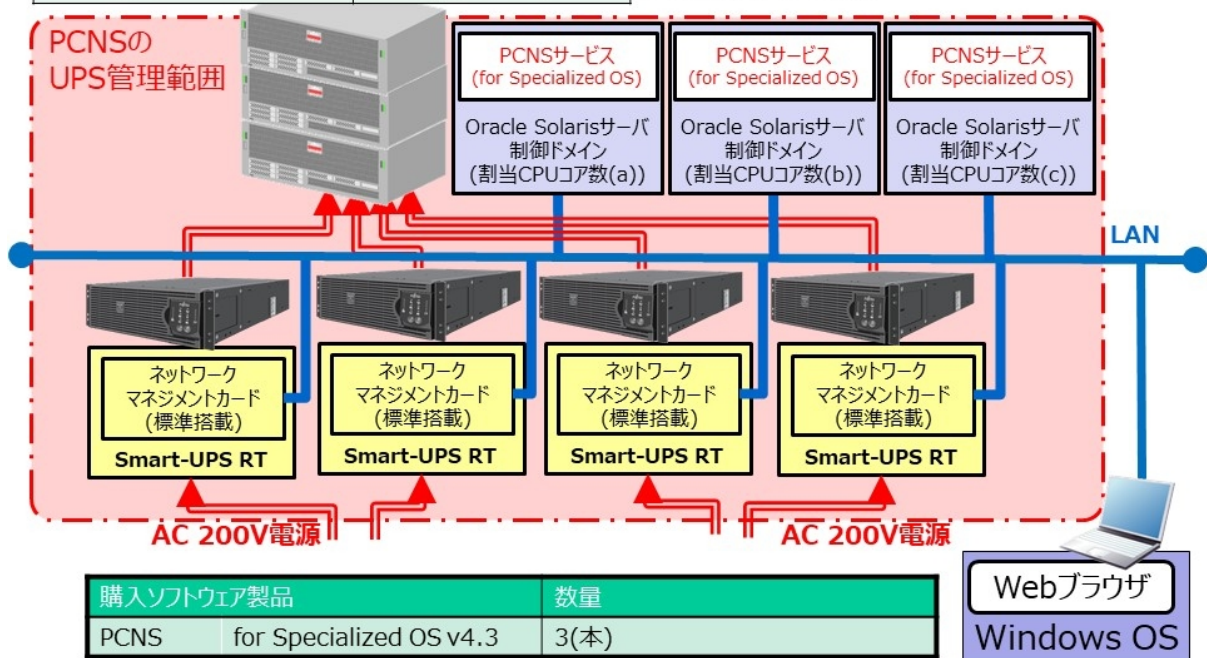 PCNSの
UPS管理範囲
PCNSサービス
(for Specialized OS)
Oracle Solarisサーバ
制御ドメイン
(割当CPUコア数(a))
PCNSサービス
(for Specialized OS)
Oracle Solarisサーバ
制御ドメイン
(割当CPUコア数(b))
PCNSサービス
(for Specialized OS)
Oracle Solarisサーバ
制御ドメイン
(割当CPUコア数(c))
LAN
ネットワーク
マネジメントカード
(標準搭載)
Smart-UPS RT
ネットワーク
マネジメントカード
(標準搭載)
Smart-UPS RT
ネットワーク
マネジメントカード
(標準搭載)
Smart-UPS RT
ネットワーク
マネジメントカード
(標準搭載)
Smart-UPS RT
AC 200V電源
AC 200V電源
購入ソフトウェア製品 数量
PCNS for Specialized OS v4.3 3(本)
Webブラウザ
Windows OS